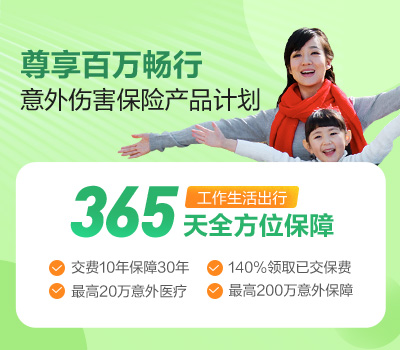 尊享百万畅行
意外伤害保险产品计划
365
工作生活出行
天全方位保障
交费10年保障30年
140%领取已交保费
最高20万意外医疗
最高200万意外保障